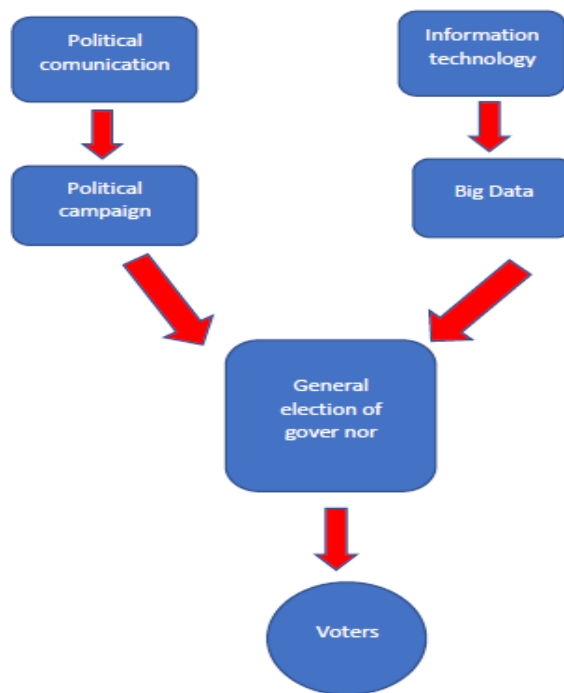 Political
comunication
Information
technology
Political
campaign
Big Data
General
election of
gover nor
Voters